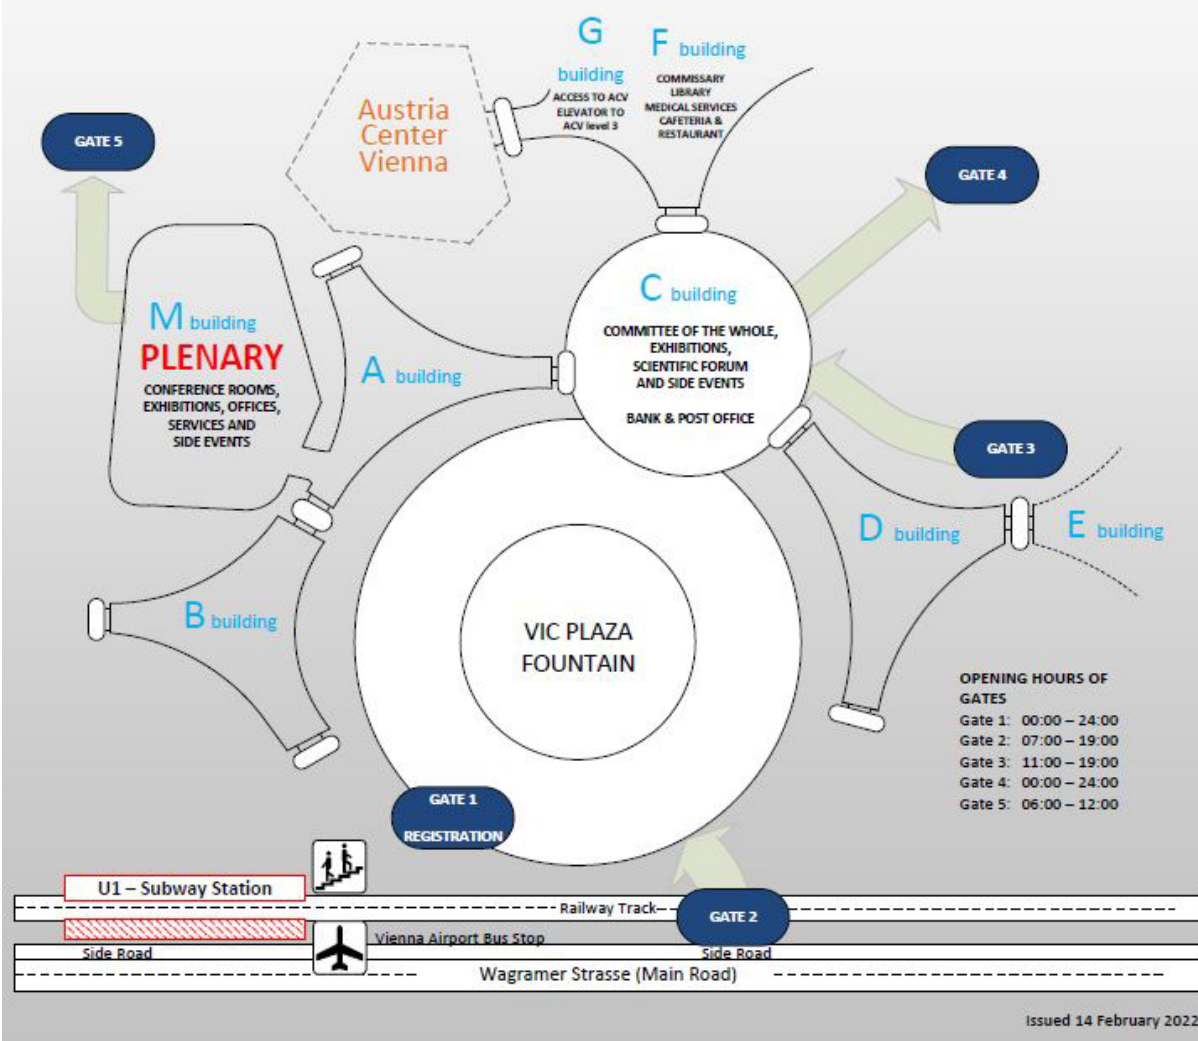 G
building
ACCESS TO ACV
ELEVATOR TO
ACV level 3
F building
COMMISSARY
LIBRARY
MEDICAL SERVICES
CAFETERIA &
RESTAURANT
Austria
Center
Vienna
GATE 5
GATE 4
C building
COMMITTEE OF THE WHOLE,
EXHIBITIONS,
SCIENTIFIC FORUM
AND SIDE EVENTS
BANK & POST OFFICE
M building
PLENARY
CONFERENCE ROOMS,
EXHIBITIONS, OFFICES,
SERVICES AND
SIDE EVENTS
A building
GATE 3
D building
E building
B building
VIC PLAZA
FOUNTAIN
OPENING HOURS OF
GATES
Gate 1: 00:00 – 24:00
Gate 2: 07:00 – 19:00
Gate 3: 11:00 – 19:00
Gate 4: 00:00 – 24:00
Gate 5: 06:00 – 12:00
GATE 1
REGISTRATION
U1 – Subway Station
Railway Track
GATE 2
Vienna Airport Bus Stop
Side Road
Side Road
Wagramer Strasse (Main Road)
Issued 14 February 2022